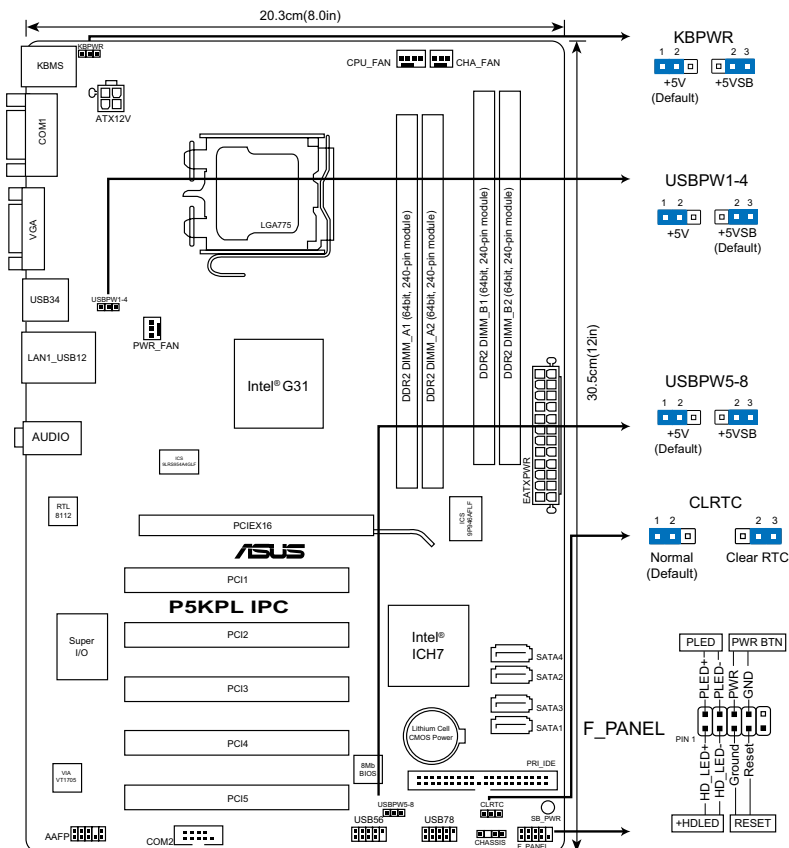 20.3cm(8.0in)
KBPWR
KBMS
CPU_FAN
CHA_FAN
ATX12V
COM1
VGA
LGA775
USB34
USBPW1-4
PWR_FAN
LAN1_USB12
Intel® G31
AUDIO
ICS
9LRS954A4GLF
RTL
8112
DDR2 DIMM_A1 (64bit, 240-pin module)
DDR2 DIMM_A2 (64bit, 240-pin module)
DDR2 DIMM_B1 (64bit, 240-pin module)
DDR2 DIMM_B2 (64bit, 240-pin module)
EATXPWR
30.5cm(12in)
ICS
9P946AFLF
PCIEX16
ASUS
PCI1
P5KPL IPC
PCI2
PCI3
PCI4
PCI5
Super
I/O
Intel®
ICH7
SATA4
SATA2
SATA3
SATA1
Lithium Cell
CMOS Power
VIA
VT1705
8Mb
BIOS
PRI_IDE
USBPW5-8
CLRTC
SB_PWR
AAFP
COM2
USB56
USB78
CHASSIS
F_PANEL
KBPWR
1 2
2 3
+5V
(Default)
+5VSB
USBPW1-4
1 2
2 3
+5V
+5VSB
(Default)
USBPW5-8
1 2
2 3
+5V
(Default)
+5VSB
CLRTC
1 2
2 3
Normal
(Default)
Clear RTC
F_PANEL
PLED
PWR BTN
PLED+
PLED-
PWR
GND
PIN 1
HD_LED+
HD_LED-
Ground
Reset
+HDLED
RESET